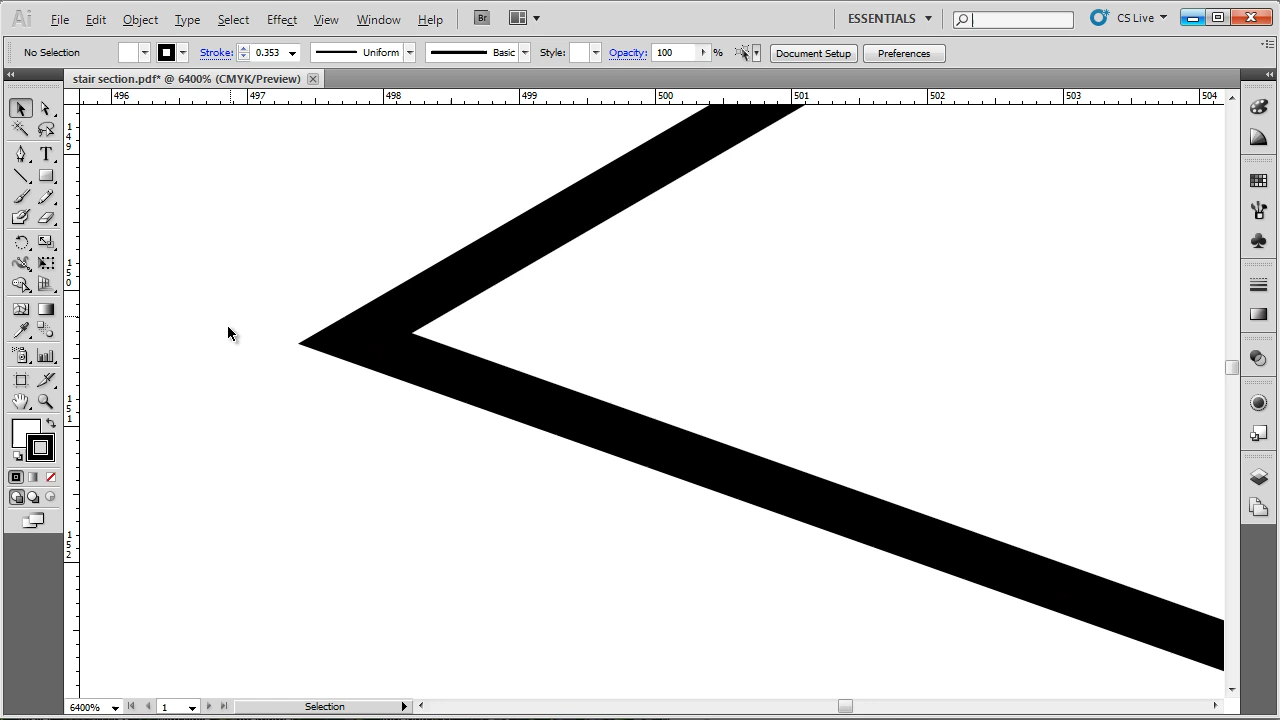 Ai File Edit Object Type Select Effect View Window Help Br ESSENTIALS CS Live
No Selection Stroke: 0.353 Uniform Basic Style: Opacity: 100 % Document Setup Preferences
stair section.pdf* @ 6400% (CMYK/Preview)
496 497 498 499 500 501 502 503 504
149
150
151
152
T
6400% 1 Selection